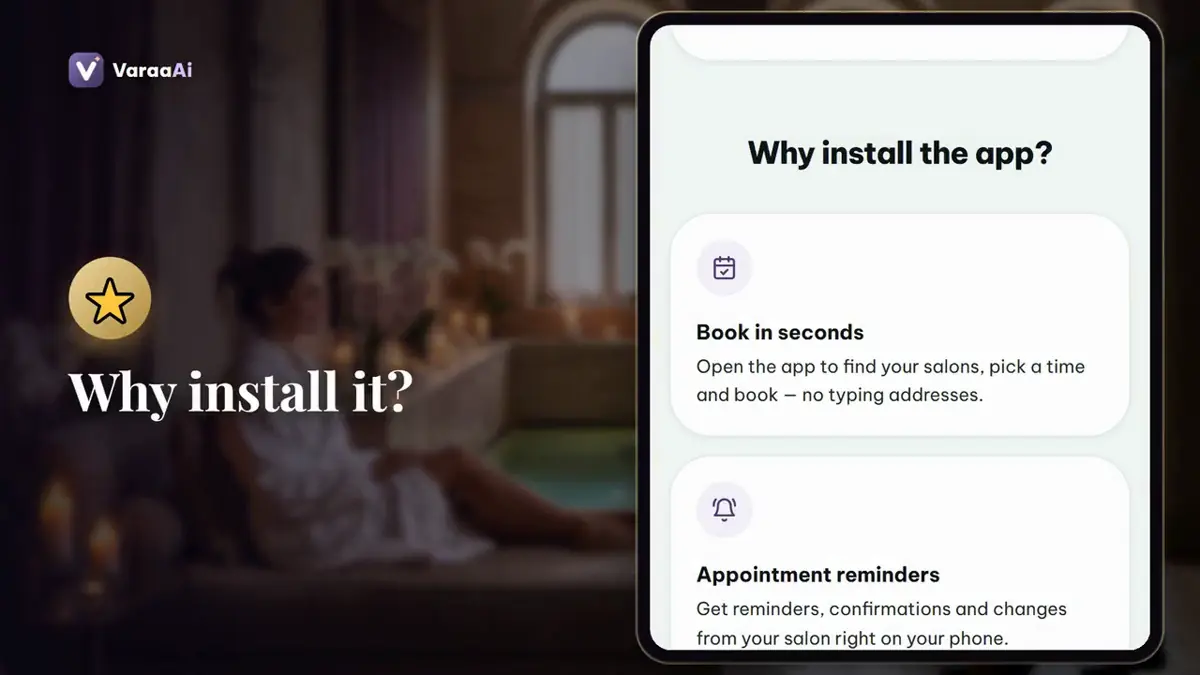 VaraaAi
Why install it?
Why install the app?
Book in seconds
Open the app to find your salons, pick a time
and book — no typing addresses.
Appointment reminders
Get reminders, confirmations and changes
from your salon right on your phone.